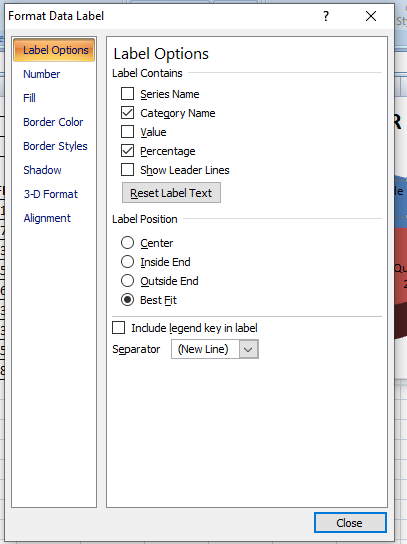 Format Data Label
?
Label Options
Number
Fill
Border Color
Border Styles
Shadow
3-D Format
Alignment
Label Options
Label Contains
Series Name
Category Name
Value
Percentage
Show Leader Lines
Reset Label Text
Label Position
Center
Inside End
Outside End
Best Fit
Include legend key in label
Separator (New Line)
Close